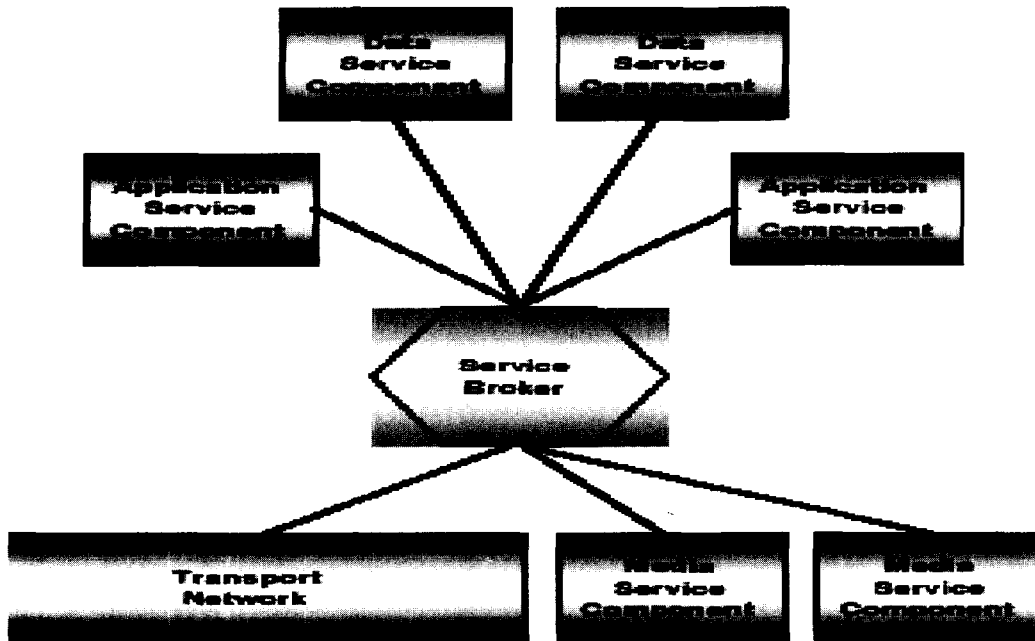 Data
Service
Component
Data
Service
Component
Application
Service
Component
Application
Service
Component
Service
Broker
Transport
Network
Media
Service
Component
Media
Service
Component